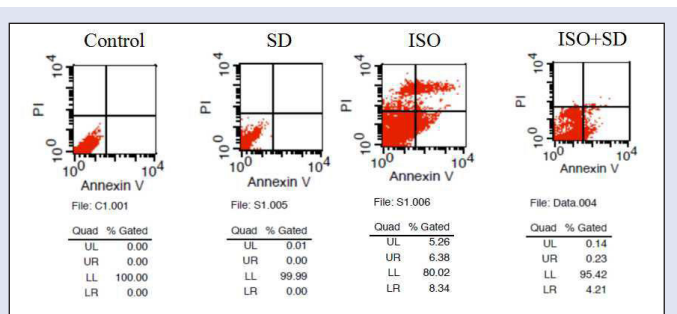 Control SD ISO ISO+SD
10^4 10^4 10^4 10^4
PI PI PI PI
10^0 10^0 10^0 10^0
10^0 10^4 10^0 10^4 10^0 10^4 10^0 10^4
Annexin V Annexin V Annexin V Annexin V
File: C1.001 File: S1.005 File: S1.006 File: Data.004
Quad % Gated Quad % Gated Quad % Gated Quad % Gated
UL 0.00 UL 0.01 UL 5.26 UL 0.14
UR 0.00 UR 0.00 UR 6.38 UR 0.23
LL 100.00 LL 99.99 LL 80.02 LL 95.42
LR 0.00 LR 0.00 LR 8.34 LR 4.21